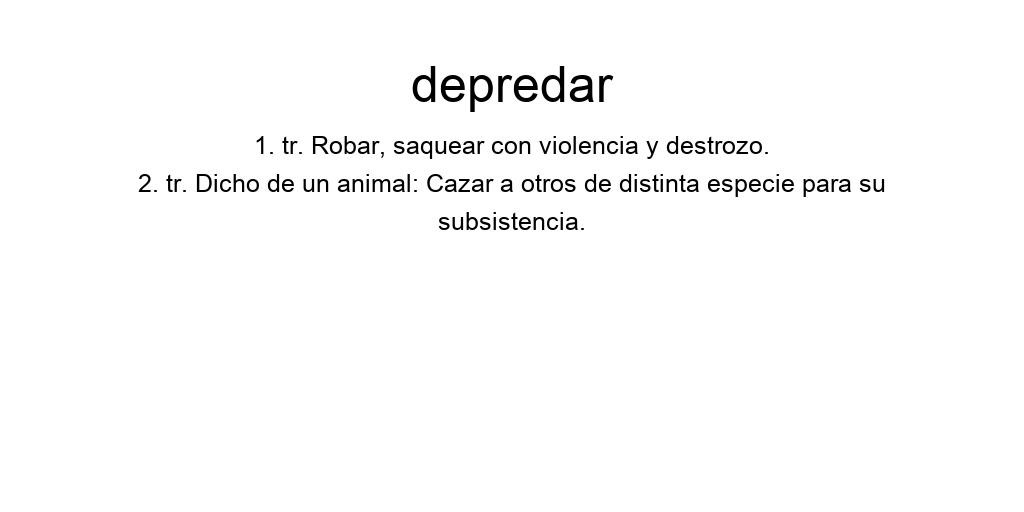 depredar
1. tr. Robar, saquear con violencia y destrozo.
2. tr. Dicho de un animal: Cazar a otros de distinta especie para su
subsistencia.